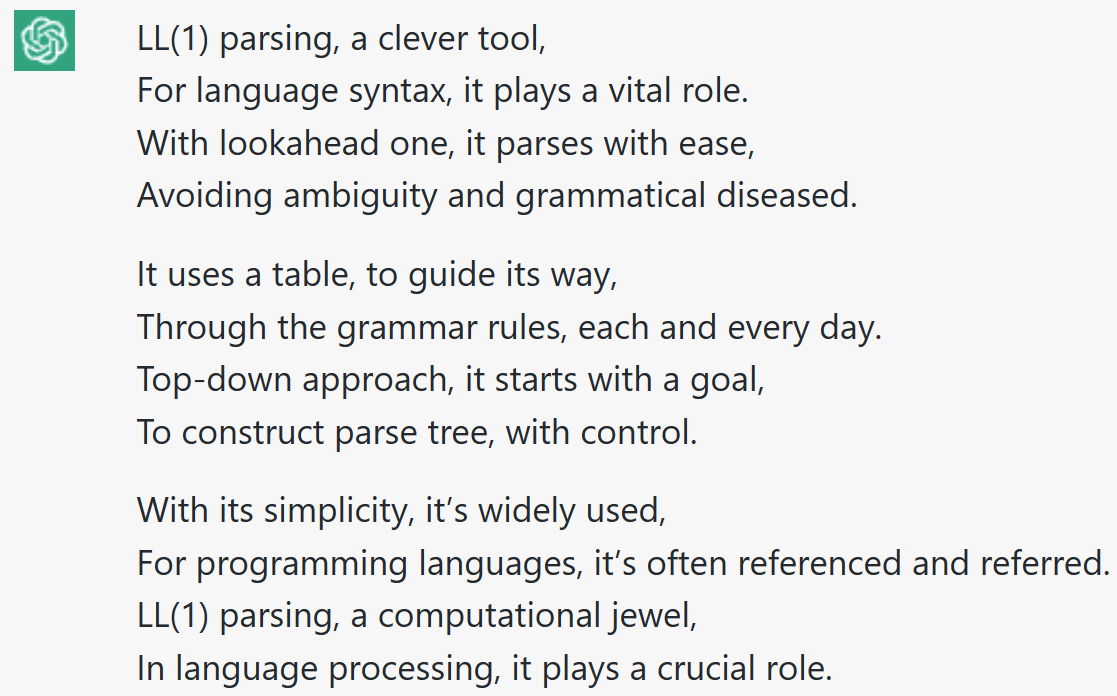 LL(1) parsing, a clever tool,
For language syntax, it plays a vital role.
With lookahead one, it parses with ease,
Avoiding ambiguity and grammatical diseased.
It uses a table, to guide its way,
Through the grammar rules, each and every day.
Top-down approach, it starts with a goal,
To construct parse tree, with control.
With its simplicity, it’s widely used,
For programming languages, it’s often referenced and referred.
LL(1) parsing, a computational jewel,
In language processing, it plays a crucial role.